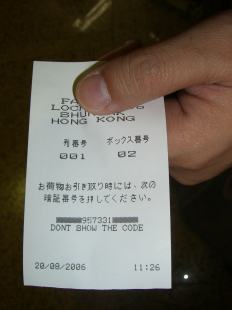 HONG KONG
列番号 ボックス番号
001 02
お荷物お引き取り時には、次の
暗証番号を押してください。
957331
DONT SHOW THE CODE
20/08/2006 11:26